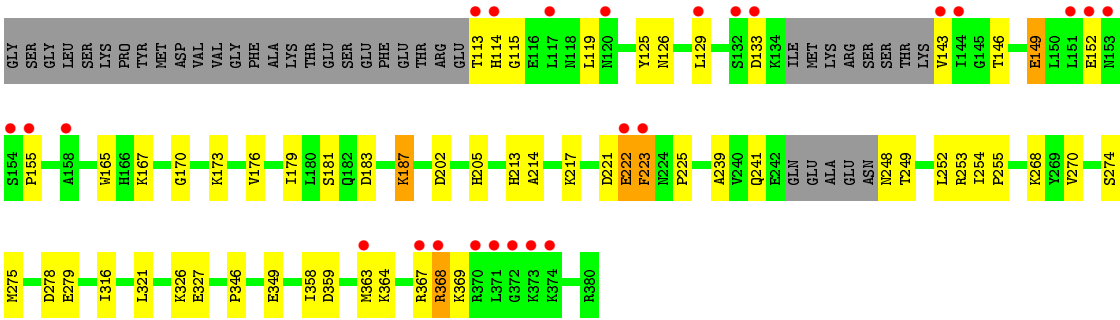 GLY SER GLY LEU SER LYS PRO TYR MET ASP VAL VAL GLY PHE ALA LYS THR GLU SER GLU PHE GLU THR ARG GLU T113 H114 G115 E116 L117 N118 L119 N120 Y125 N126 L129 S132 D133 K134 ILE MET LYS ARG SER SER THR LYS V143 I144 G145 T146 E149 L150 L151 E152 N153
S154 P155 A158 W165 H166 K167 G170 K173 V176 I179 L180 S181 Q182 D183 K187 D202 H205 H213 A214 K217 D221 E222 F223 N224 P225 A239 V240 Q241 E242 GLN GLU ALA GLU ASN N248 T249 L252 R253 I254 P255 K268 Y269 V270 S274
M275 D278 E279 I316 L321 K326 E327 P346 E349 I358 D359 M363 K364 R367 R368 K369 R370 L371 G372 K373 K374 R380